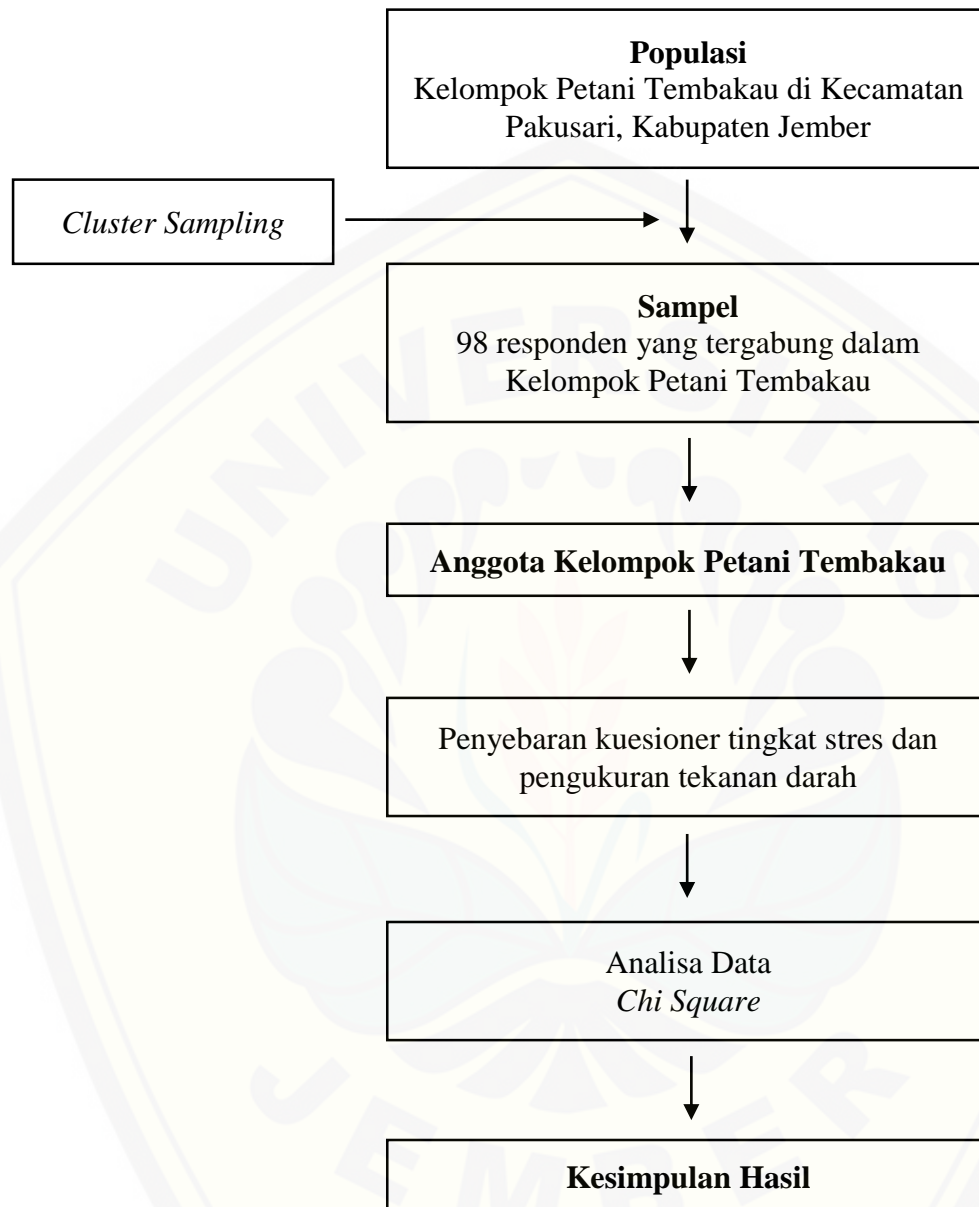 Populasi
Kelompok Petani Tembakau di Kecamatan
Pakusari, Kabupaten Jember
Cluster Sampling
Sampel
98 responden yang tergabung dalam
Kelompok Petani Tembakau
Anggota Kelompok Petani Tembakau
Penyebaran kuesioner tingkat stres dan
pengukuran tekanan darah
Analisa Data
Chi Square
Kesimpulan Hasil
UNIVERSITAS
JEMBER